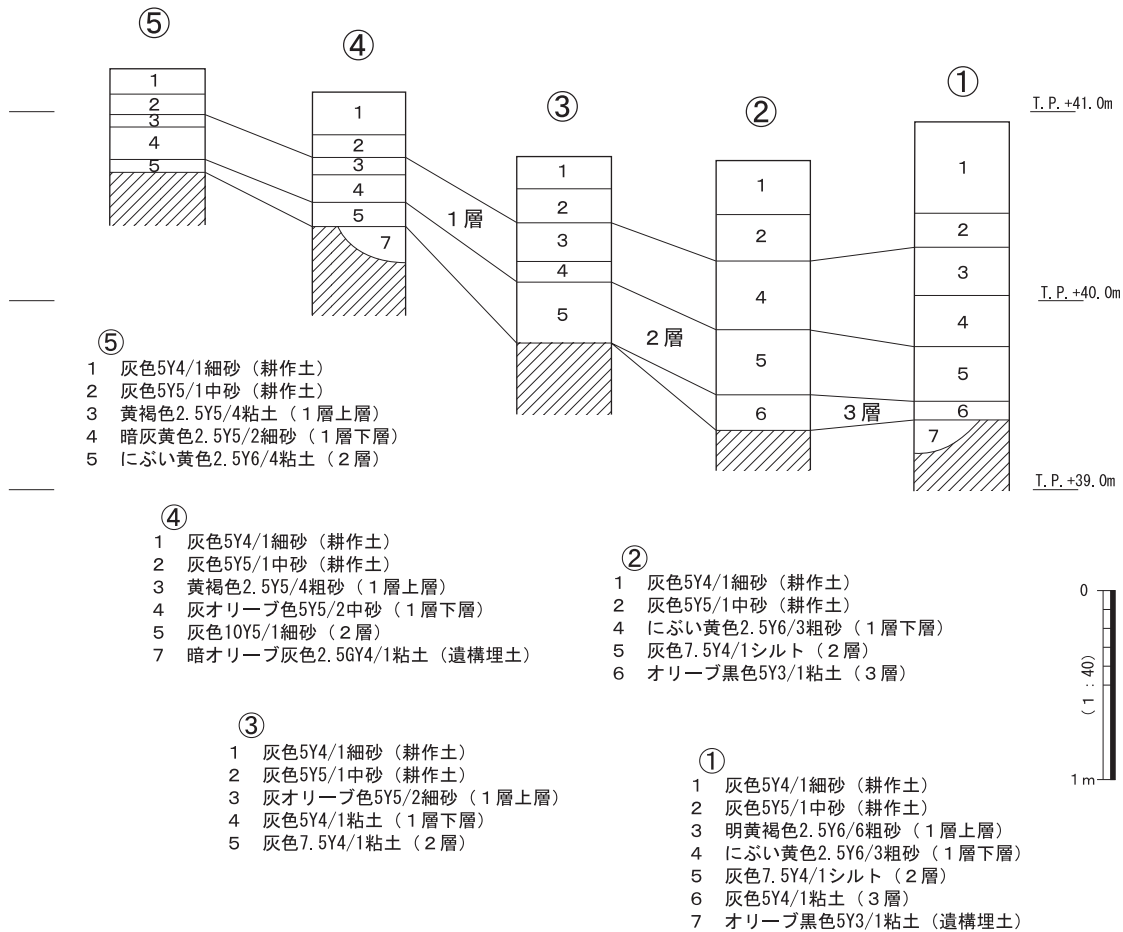 ⑤
④
③
②
①
1
2
3
4
5
1
2
3
4
5
7
1
2
3
4
5
1
2
4
5
6
1
2
3
4
5
6
7
1層
2層
3層
T.P.+41.0m
T.P.+40.0m
T.P.+39.0m
⑤
1 灰色5Y4/1細砂（耕作土）
2 灰色5Y5/1中砂（耕作土）
3 黄褐色2.5Y5/4粘土（１層上層）
4 暗灰黄色2.5Y5/2細砂（１層下層）
5 にぶい黄色2.5Y6/4粘土（２層）
④
1 灰色5Y4/1細砂（耕作土）
2 灰色5Y5/1中砂（耕作土）
3 黄褐色2.5Y5/4粗砂（１層上層）
4 灰オリーブ色5Y5/2中砂（１層下層）
5 灰色10Y5/1細砂（２層）
7 暗オリーブ灰色2.5GY4/1粘土（遺構埋土）
③
1 灰色5Y4/1細砂（耕作土）
2 灰色5Y5/1中砂（耕作土）
3 灰オリーブ色5Y5/2細砂（１層上層）
4 灰色5Y4/1粘土（１層下層）
5 灰色7.5Y4/1粘土（２層）
②
1 灰色5Y4/1細砂（耕作土）
2 灰色5Y5/1中砂（耕作土）
4 にぶい黄色2.5Y6/3粗砂（１層下層）
5 灰色7.5Y4/1シルト（２層）
6 オリーブ黒色5Y3/1粘土（３層）
①
1 灰色5Y4/1細砂（耕作土）
2 灰色5Y5/1中砂（耕作土）
3 明黄褐色2.5Y6/6粗砂（１層上層）
4 にぶい黄色2.5Y6/3粗砂（１層下層）
5 灰色7.5Y4/1シルト（２層）
6 灰色5Y4/1粘土（３層）
7 オリーブ黒色5Y3/1粘土（遺構埋土）
0
（1：40）
1m